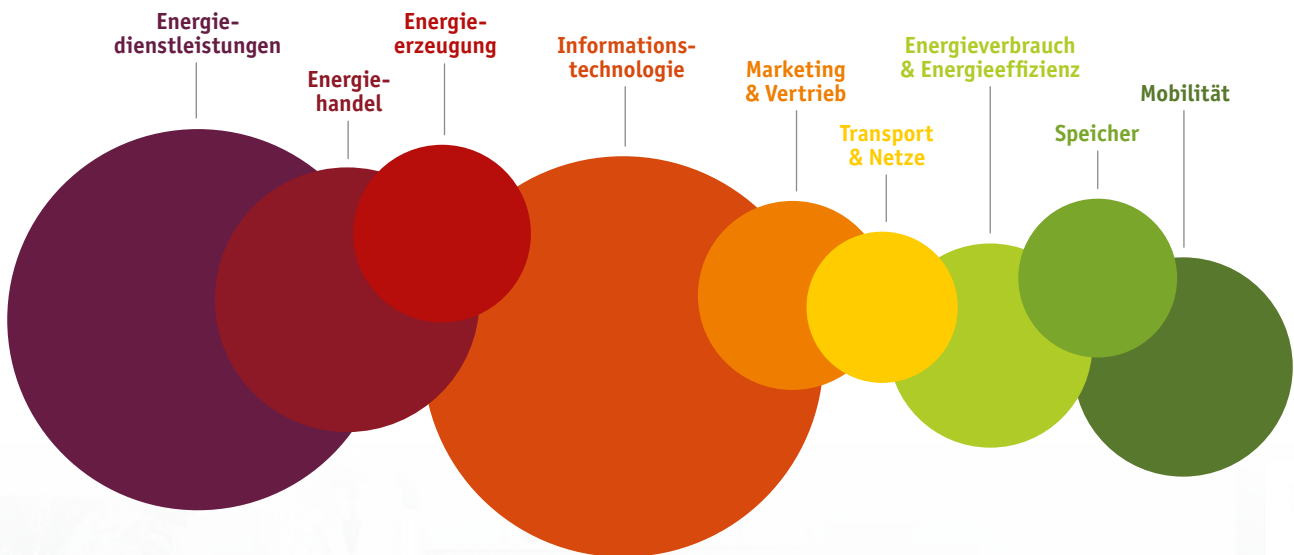 Energie-
dienstleistungen
Energie-
handel
Energie-
erzeugung
Informations-
technologie
Marketing
& Vertrieb
Transport
& Netze
Energieverbrauch
& Energieeffizienz
Speicher
Mobilität